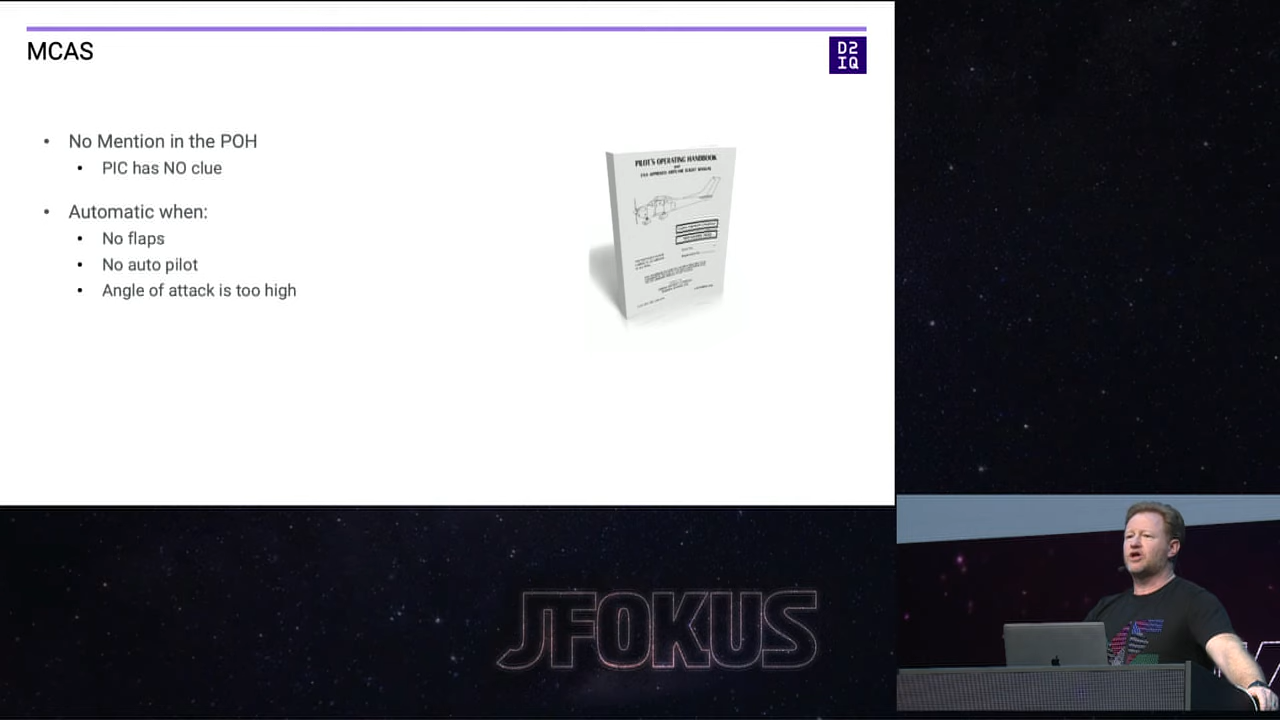 MCAS
D2
IQ
• No Mention in the POH
• PIC has NO clue
• Automatic when:
• No flaps
• No auto pilot
• Angle of attack is too high
PILOT'S OPERATING HANDBOOK
JFOKUS